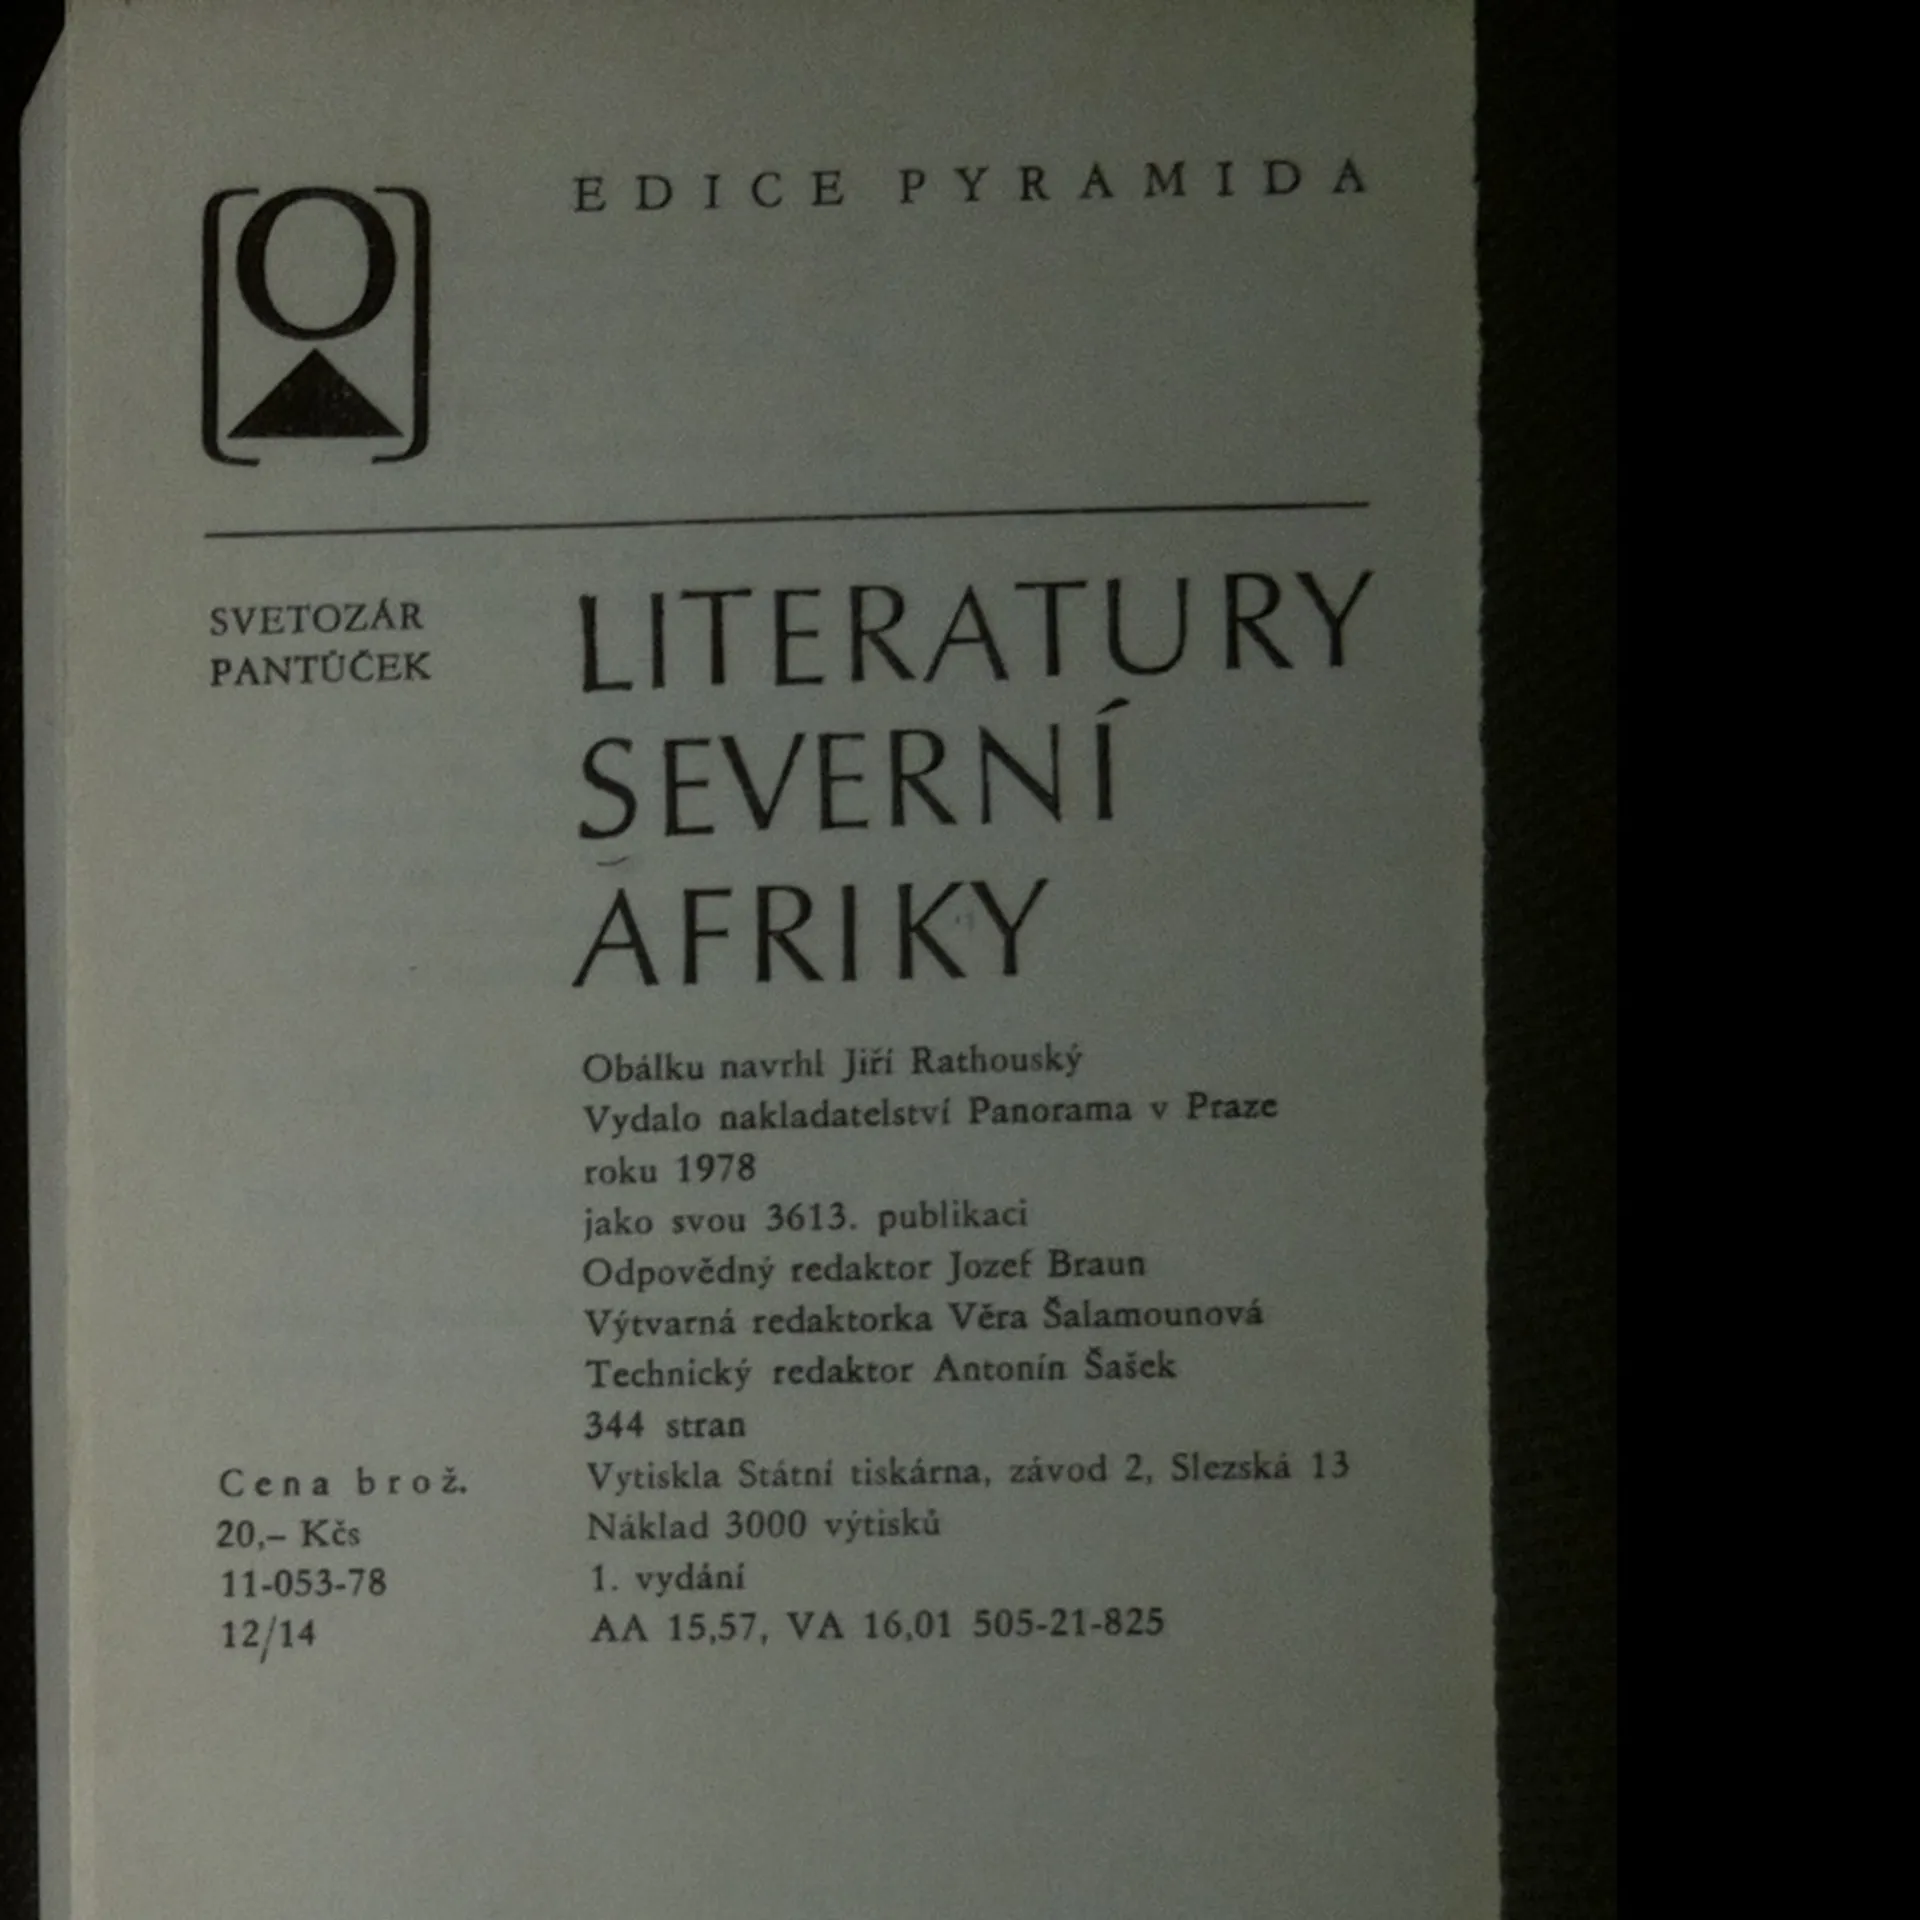 EDICE PYRAMIDA
O
SVETOZÁR
PANTŮČEK
LITERATURY
SEVERNÍ
AFRIKY
Obálku navrhl Jiří Rathouský
Vydalo nakladatelství Panorama v Praze
roku 1978
jako svou 3613. publikaci
Odpovědný redaktor Jozef Braun
Výtvarná redaktorka Věra Šalamounová
Technický redaktor Antonín Šašek
344 stran
Vytiskla Státní tiskárna, závod 2, Slezská 13
Náklad 3000 výtisků
1. vydání
AA 15,57, VA 16,01 505-21-825
Cena brož.
20,– Kčs
11-053-78
12/14